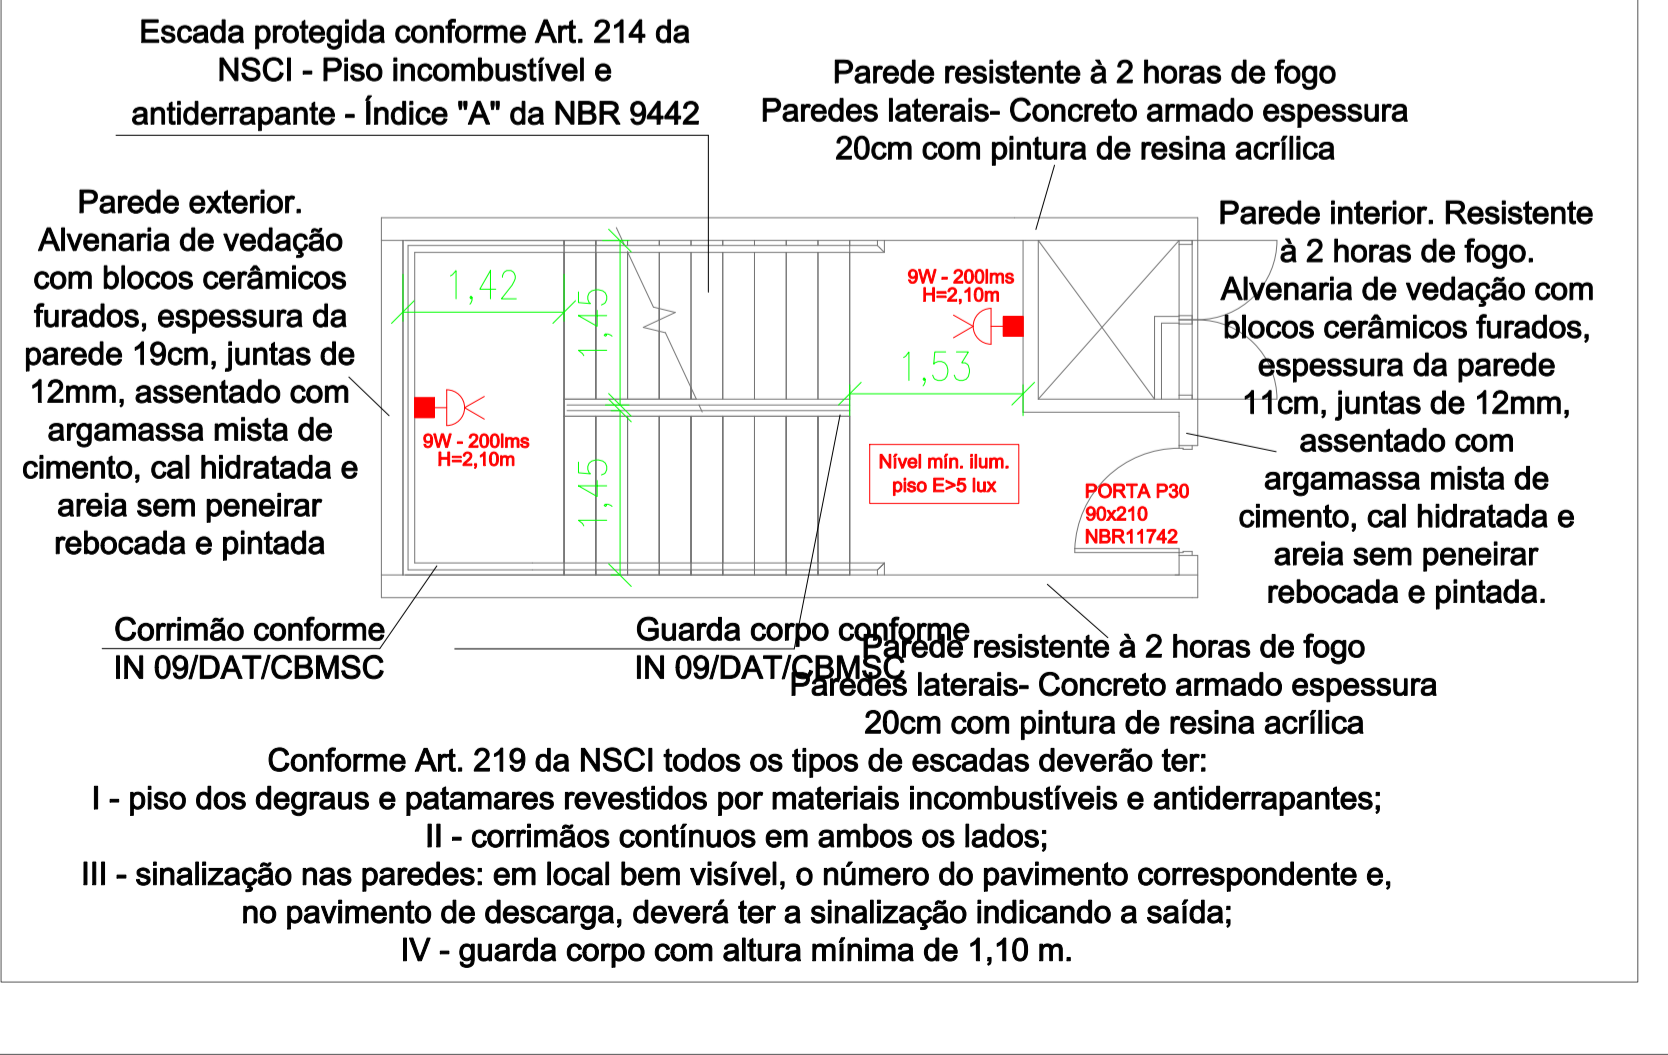 Escada protegida conforme Art. 214 da
NSCI - Piso incombustível e
antiderrapante - Índice "A" da NBR 9442
Parede resistente à 2 horas de fogo
Paredes laterais- Concreto armado espessura
20cm com pintura de resina acrílica
Parede exterior.
Alvenaria de vedação
com blocos cerâmicos
furados, espessura da
parede 19cm, juntas de
12mm, assentado com
argamassa mista de
cimento, cal hidratada e
areia sem peneirar
rebocada e pintada
1,42
1,45
1,45
9W - 200lms
H=2,10m
9W - 200lms
H=2,10m
1,53
Nível mín. ilum.
piso E>5 lux
PORTA P30
90x210
NBR11742
Parede interior. Resistente
à 2 horas de fogo.
Alvenaria de vedação com
blocos cerâmicos furados,
espessura da parede
11cm, juntas de 12mm,
assentado com
argamassa mista de
cimento, cal hidratada e
areia sem peneirar
rebocada e pintada.
Corrimão conforme
IN 09/DAT/CBMSC
Guarda corpo conforme
IN 09/DAT/CBMSC
Parede resistente à 2 horas de fogo
Paredes laterais- Concreto armado espessura
20cm com pintura de resina acrílica
Conforme Art. 219 da NSCI todos os tipos de escadas deverão ter:
I - piso dos degraus e patamares revestidos por materiais incombustíveis e antiderrapantes;
II - corrimãos contínuos em ambos os lados;
III - sinalização nas paredes: em local bem visível, o número do pavimento correspondente e,
no pavimento de descarga, deverá ter a sinalização indicando a saída;
IV - guarda corpo com altura mínima de 1,10 m.